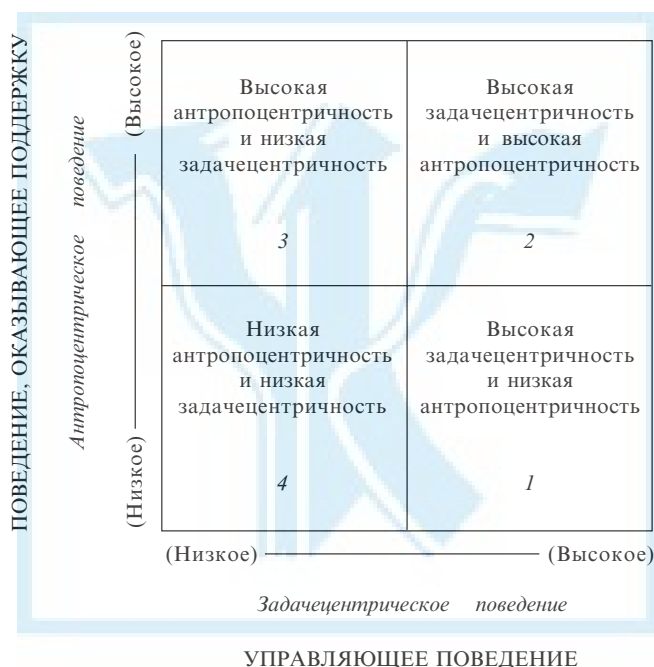 ПОВЕДЕНИЕ, ОКАЗЫВАЮЩЕЕ ПОДДЕРЖКУ
Антропоцентрическое поведение
(Высокое)
(Низкое)
Высокая
антропоцентричность
и низкая
задачецентричность
3
Высокая
задачецентричность
и высокая
антропоцентричность
2
Низкая
антропоцентричность
и низкая
задачецентричность
4
Высокая
задачецентричность
и низкая
антропоцентричность
1
(Низкое)
(Высокое)
Задачецентрическое поведение
УПРАВЛЯЮЩЕЕ ПОВЕДЕНИЕ